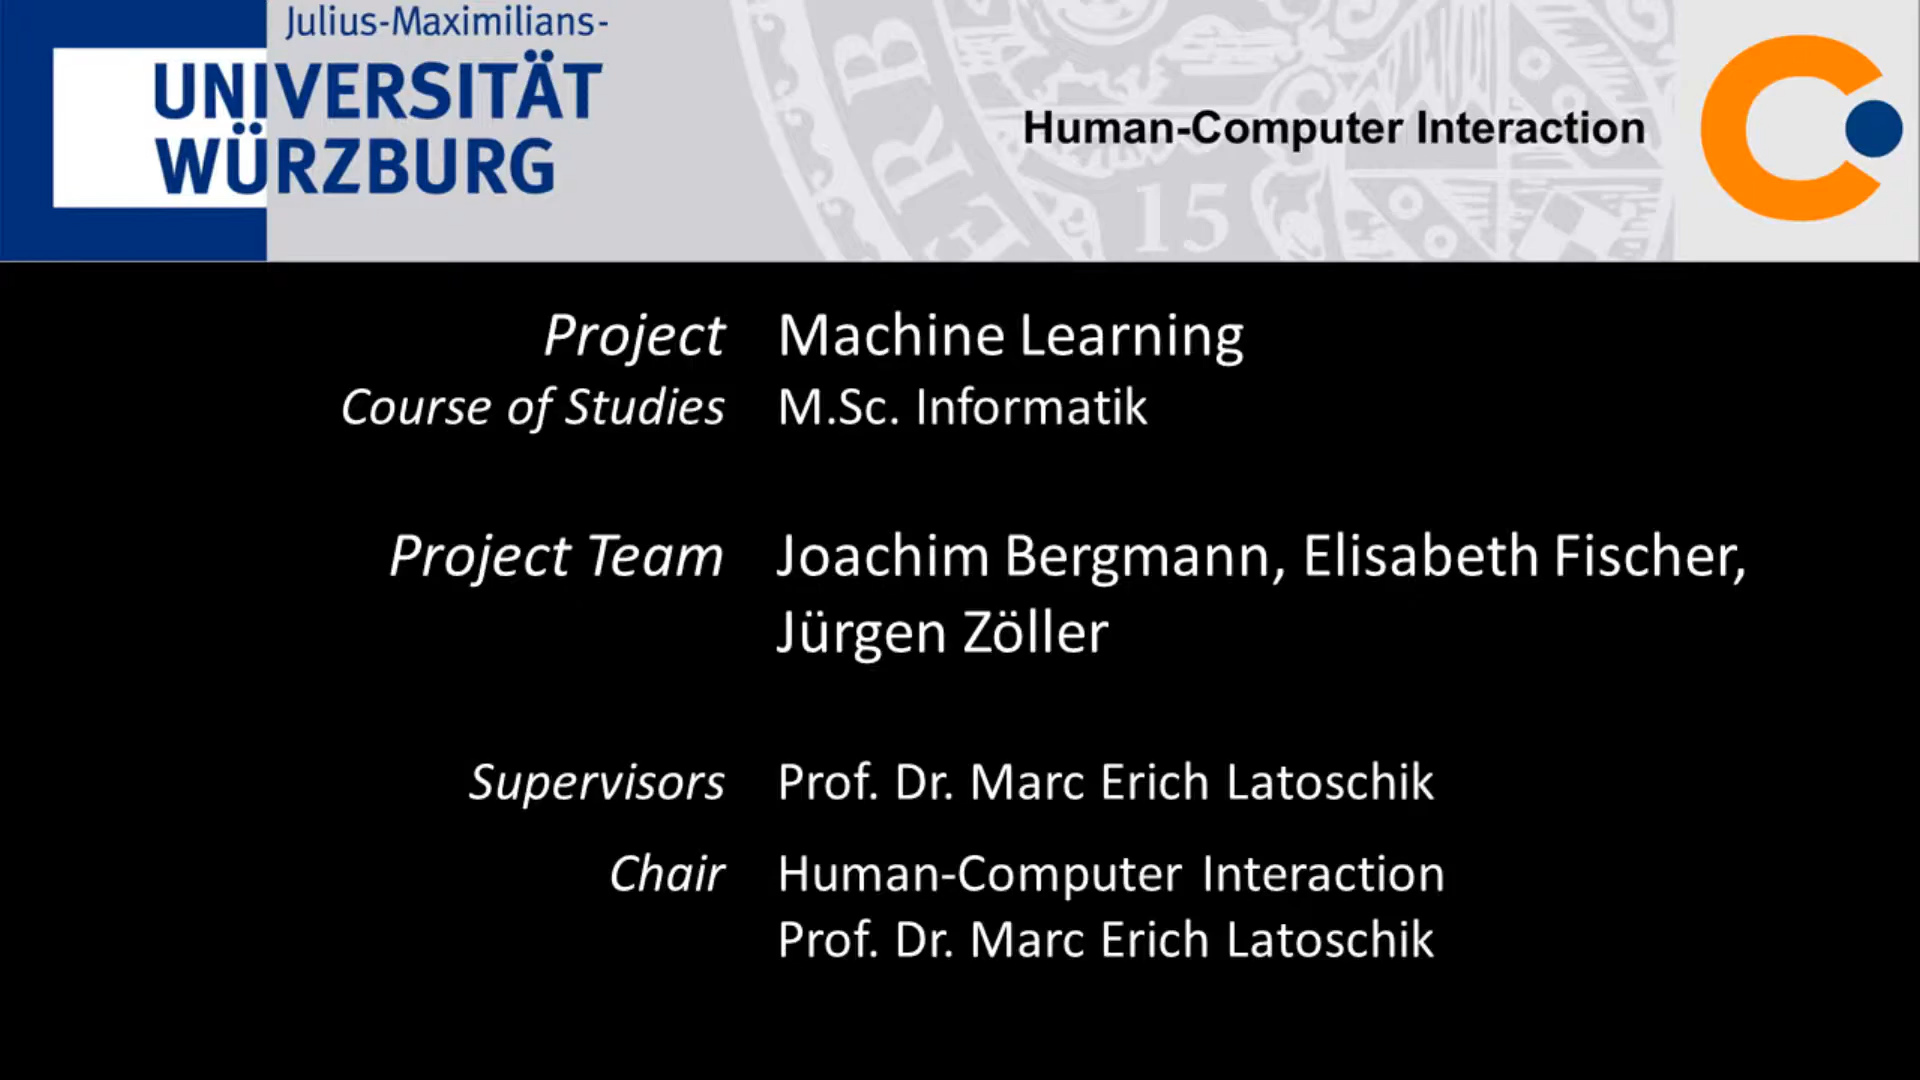 Julius-Maximilians-
UNIVERSITÄT
WÜRZBURG
Human-Computer Interaction
ERB
15
Project Machine Learning
Course of Studies M.Sc. Informatik
Project Team Joachim Bergmann, Elisabeth Fischer,
Jürgen Zöller
Supervisors Prof. Dr. Marc Erich Latoschik
Chair Human-Computer Interaction
Prof. Dr. Marc Erich Latoschik